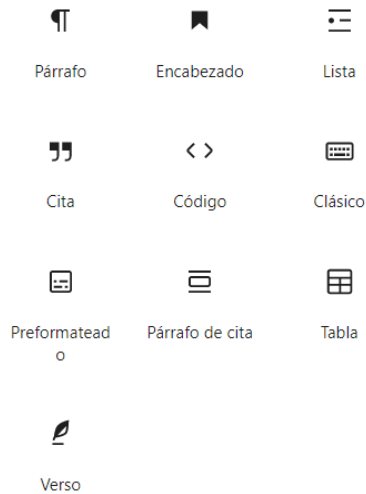 Párrafo
Encabezado
Lista
Cita
Código
Clásico
Preformatead
o
Párrafo de cita
Tabla
Verso